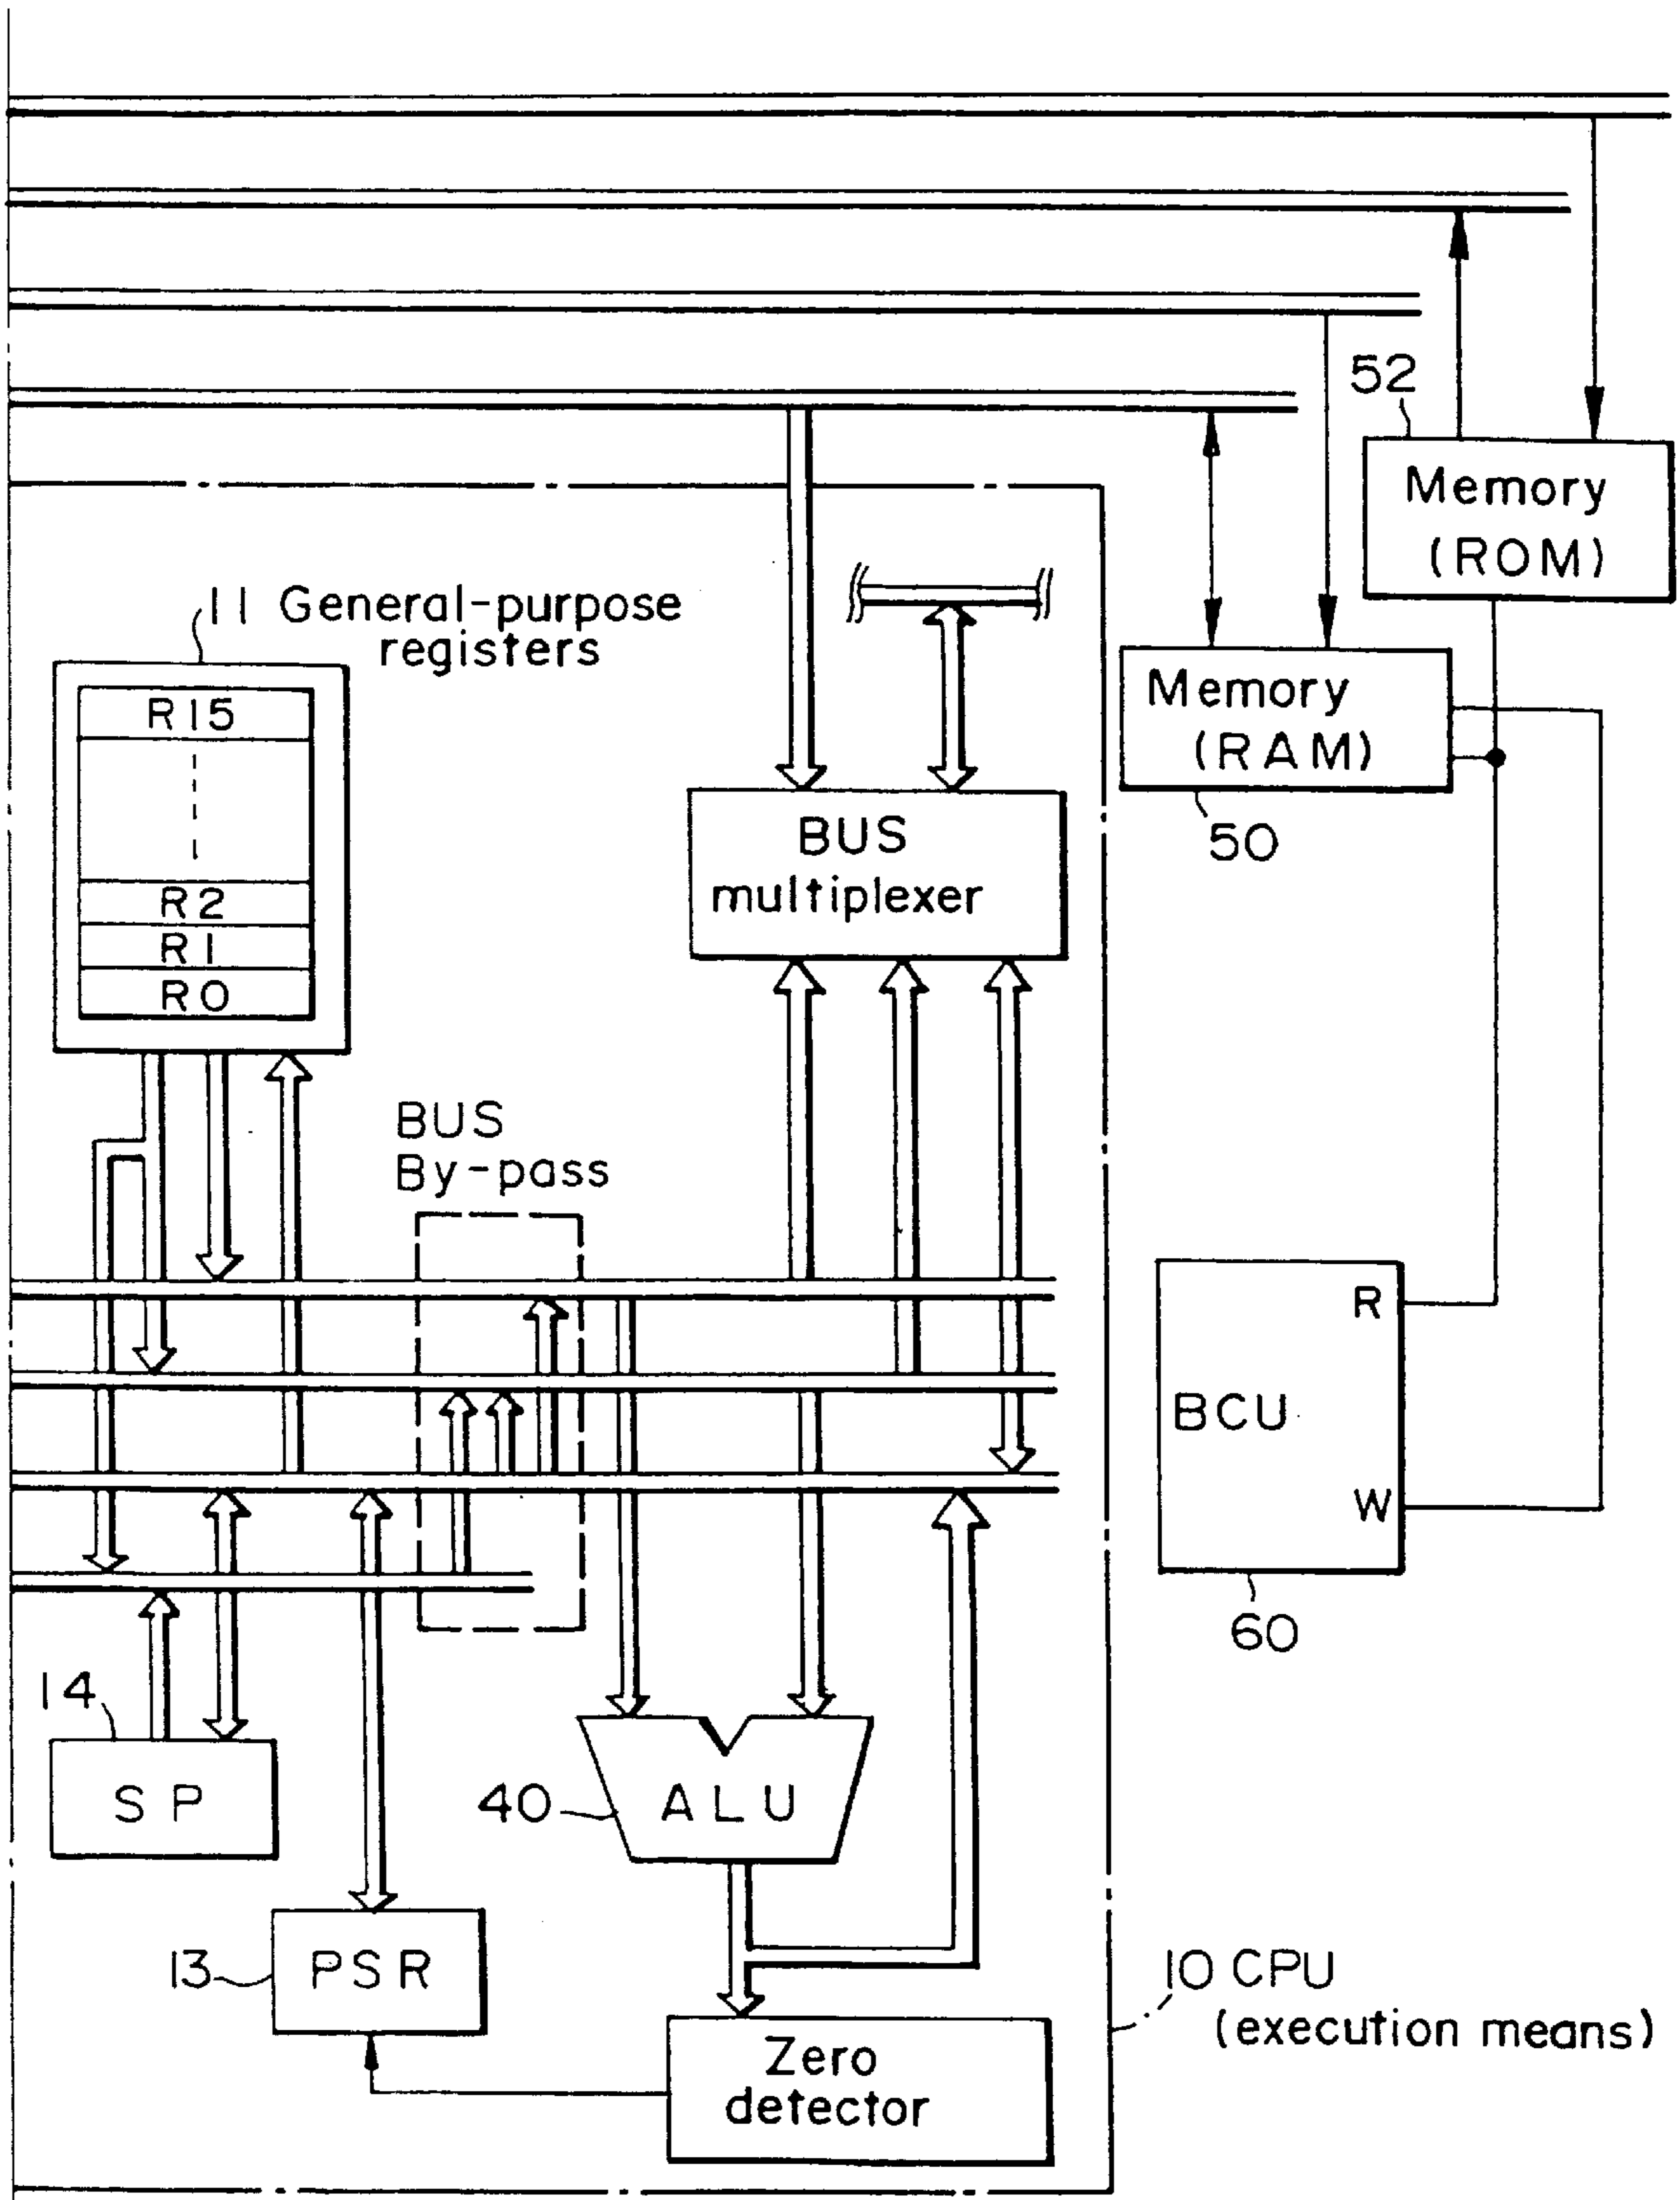 52
Memory
(ROM)
11 General-purpose
registers
R15
R2
R1
R0
Memory
(RAM)
50
BUS
multiplexer
BUS
By-pass
R
BCU
W
60
14
SP
40
ALU
13
PSR
10 CPU
(execution means)
Zero
detector